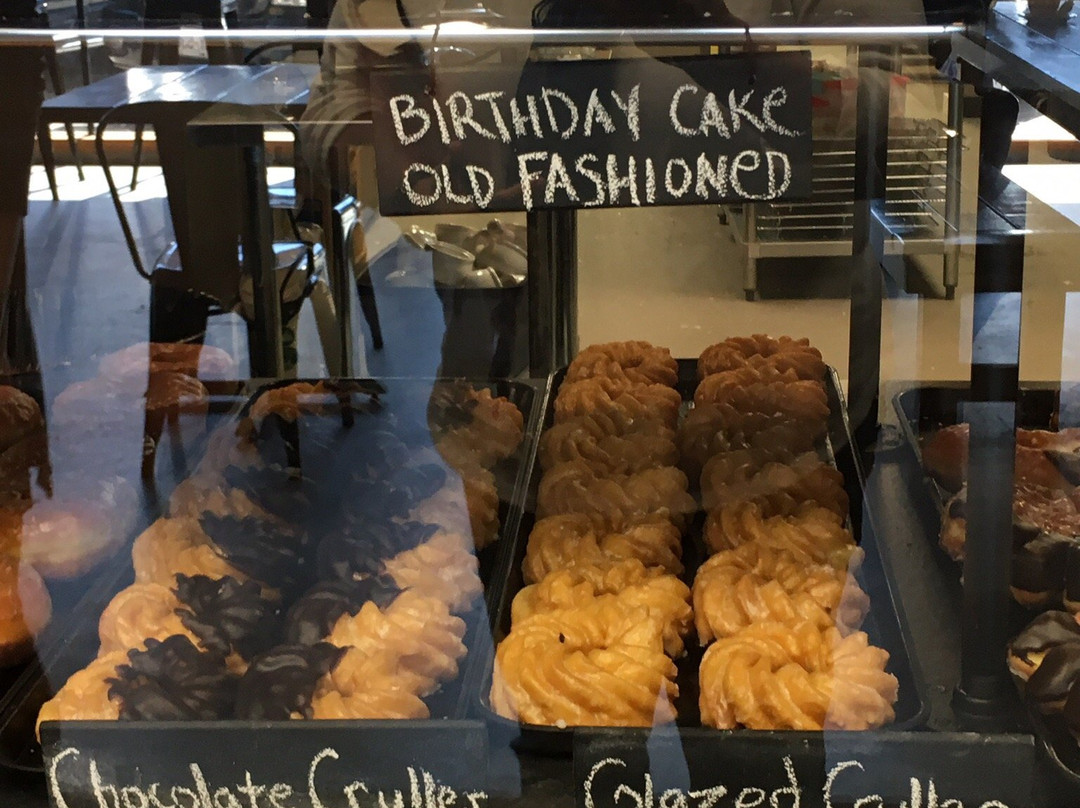 BIRTHDAY CAKE
OLD FASHIONED
Chocolate Cruller
Glazed